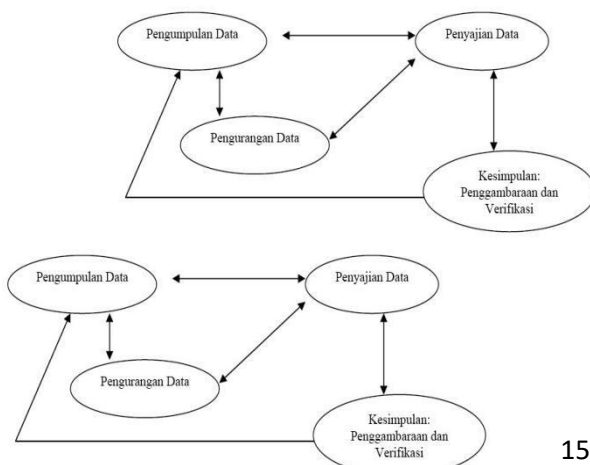 Pengumpulan Data
Penyajian Data
Pengurangan Data
Kesimpulan:
Penggambaraan dan
Verifikasi
Pengumpulan Data
Penyajian Data
Pengurangan Data
Kesimpulan:
Penggambaraan dan
Verifikasi
15